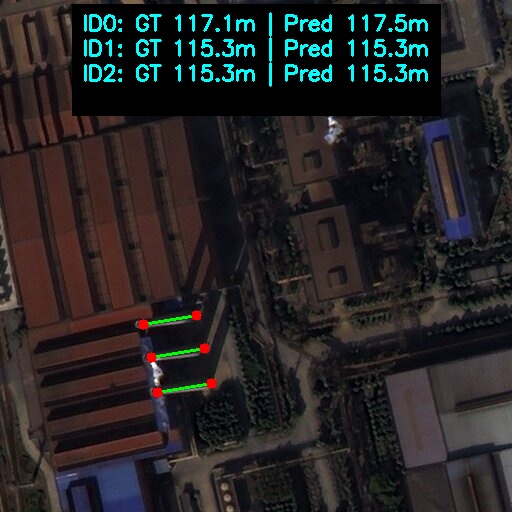 ID0: GT 117.1m | Pred 117.5m
ID1: GT 115.3m | Pred 115.3m
ID2: GT 115.3m | Pred 115.3m